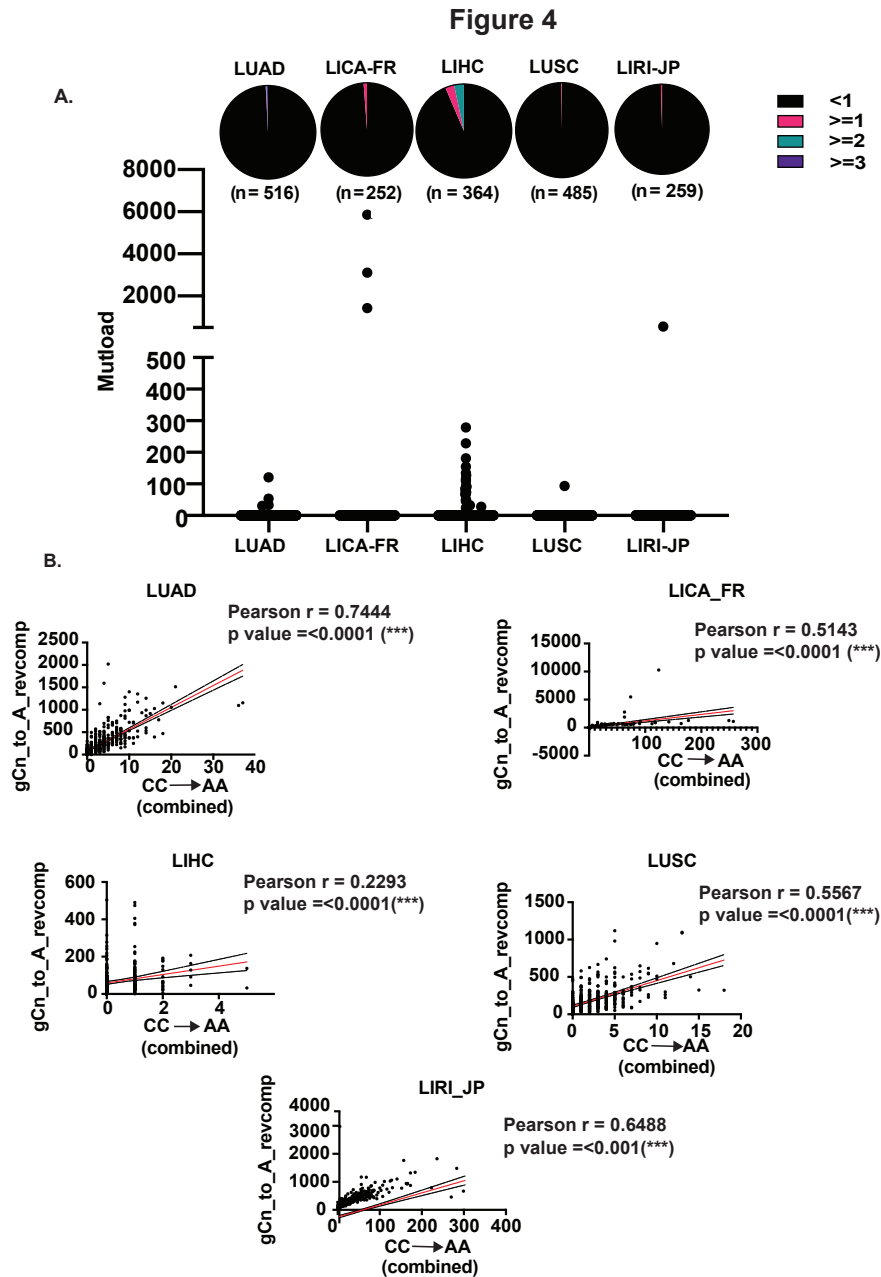 Figure 4
A.
LUAD LICA-FR LIHC LUSC LIRI-JP
(n= 516) (n= 252) (n = 364) (n = 485) (n= 259)
<1
>=1
>=2
>=3
Mutload
8000
6000
4000
2000
500
400
300
200
100
0
LUAD LICA-FR LIHC LUSC LIRI-JP
B.
LUAD
Pearson r = 0.7444
p value =<0.0001 (***)
gCn_to_A_revcomp
2500
2000
1500
1000
500
0
0 10 20 30 40
CC→AA
(combined)
LICA_FR
Pearson r = 0.5143
p value =<0.0001 (***)
gCn_to_A_revcomp
15000
10000
5000
0
-5000
100 200 300
CC→AA
(combined)
LIHC
Pearson r = 0.2293
p value =<0.0001(***)
gCn_to_A_revcomp
600
400
200
0
0 2 4
CC→AA
(combined)
LUSC
Pearson r = 0.5567
p value =<0.0001(***)
gCn_to_A_revcomp
1500
1000
500
0
0 5 10 15 20
CC→AA
(combined)
LIRI_JP
Pearson r = 0.6488
p value =<0.001(***)
gCn_to_A_revcomp
4000
3000
2000
1000
0
0 100 200 300 400
CC→AA
(combined)